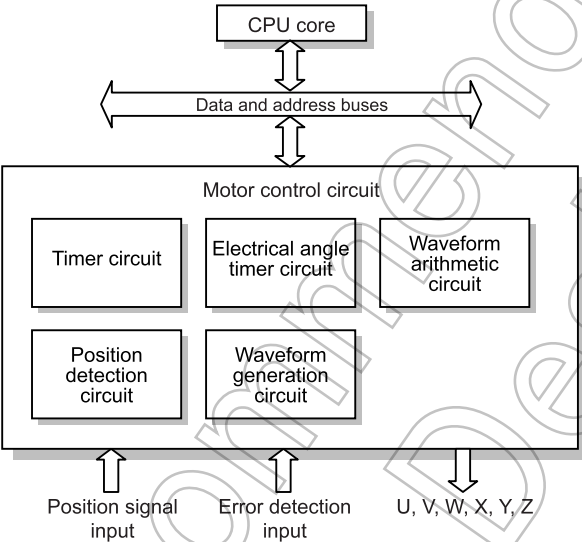 CPU core
Data and address buses
Motor control circuit
Timer circuit
Electrical angle
timer circuit
Waveform
arithmetic
circuit
Position
detection
circuit
Waveform
generation
circuit
Position signal
input
Error detection
input
U, V, W, X, Y, Z